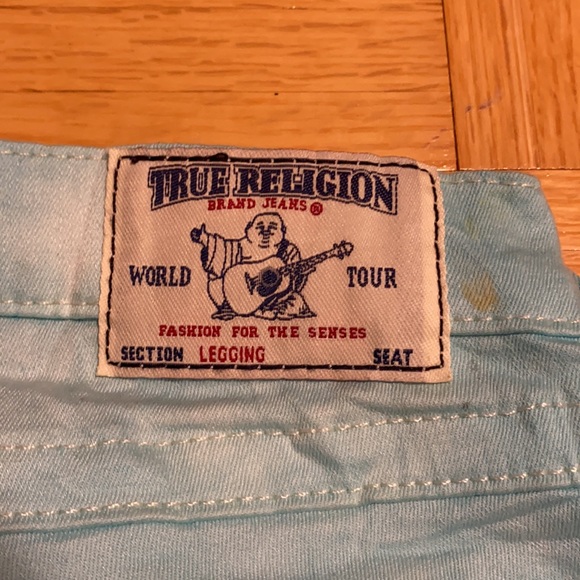 TRUE RELIGION
BRAND JEANS®
WORLD TOUR
FASHION FOR THE SENSES
SECTION LEGGING SEAT